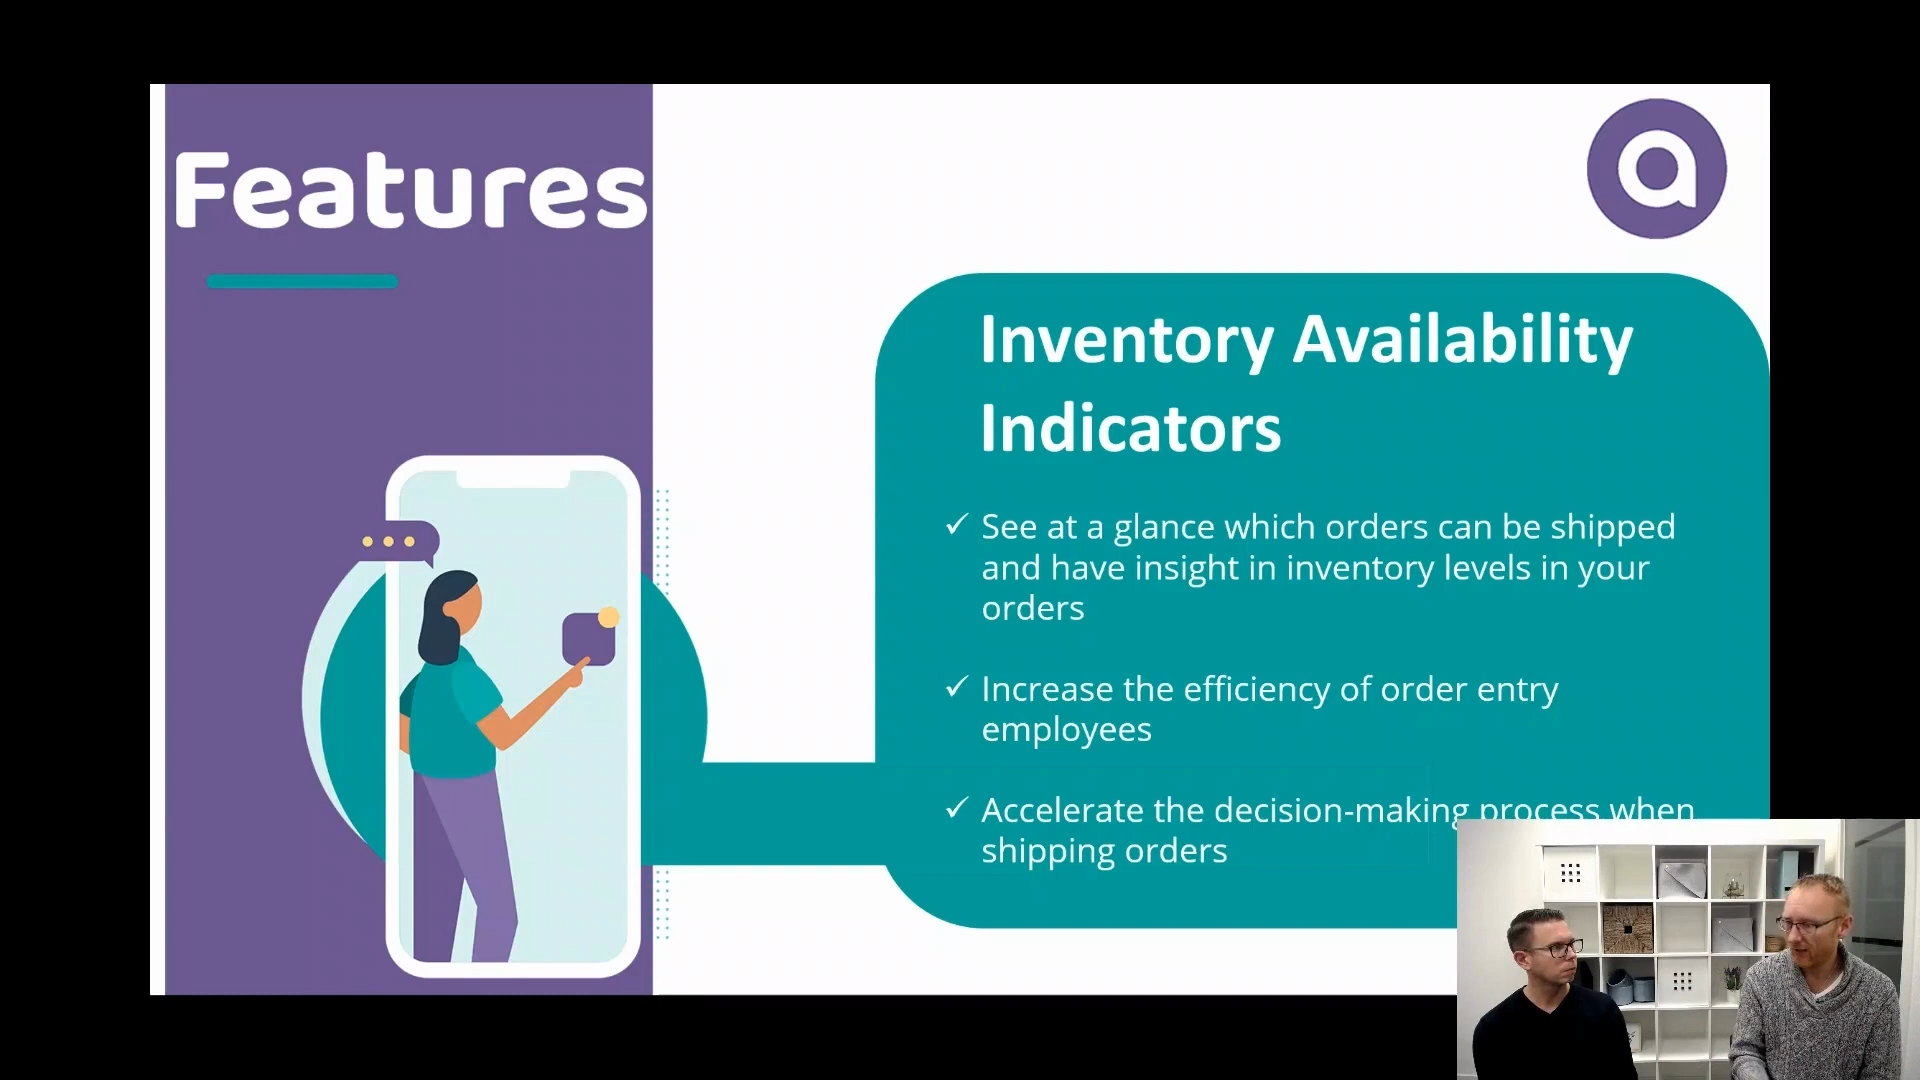 Features
Inventory Availability
Indicators
✓ See at a glance which orders can be shipped
and have insight in inventory levels in your
orders
✓ Increase the efficiency of order entry
employees
✓ Accelerate the decision-making process when
shipping orders